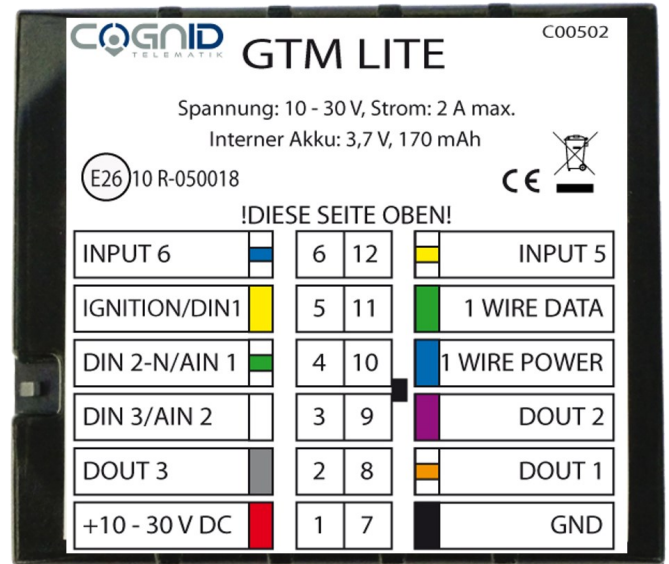 COGNID
TELEMATIK
GTM LITE
C00502
Spannung: 10 - 30 V, Strom: 2 A max.
Interner Akku: 3,7 V, 170 mAh
E26 10 R-050018
CE
!DIESE SEITE OBEN!
INPUT 6 6 12 INPUT 5
IGNITION/DIN1 5 11 1 WIRE DATA
DIN 2-N/AIN 1 4 10 1 WIRE POWER
DIN 3/AIN 2 3 9 DOUT 2
DOUT 3 2 8 DOUT 1
+10 - 30 V DC 1 7 GND